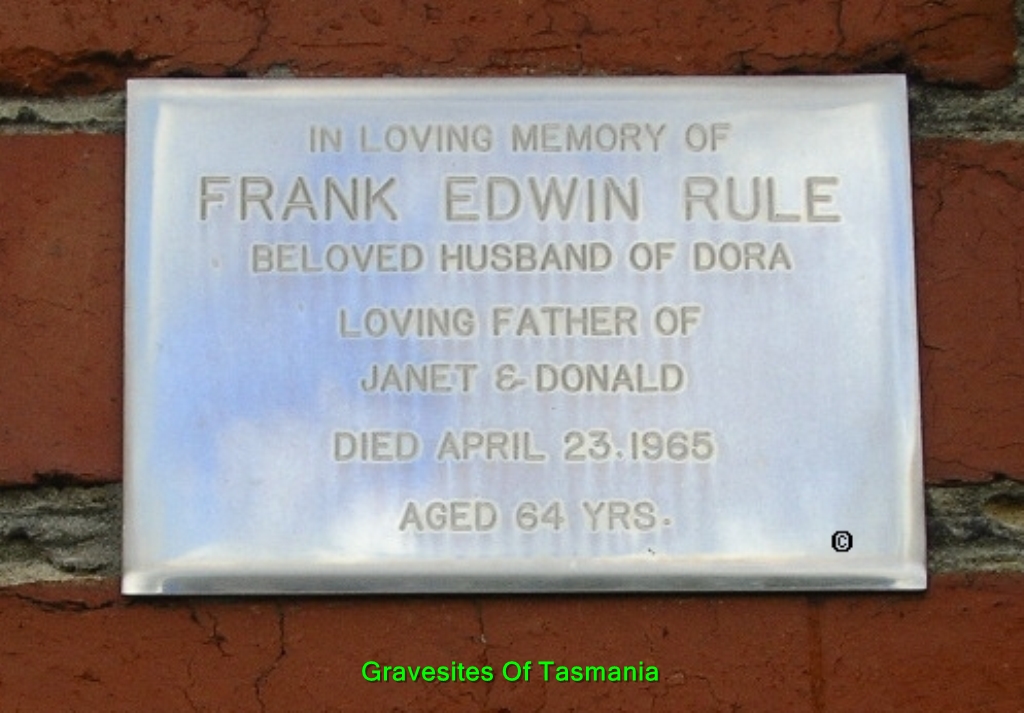 IN LOVING MEMORY OF
FRANK EDWIN RULE
BELOVED HUSBAND OF DORA
LOVING FATHER OF
JANET & DONALD
DIED APRIL 23.1965
AGED 64 YRS.
©
Gravesites Of Tasmania